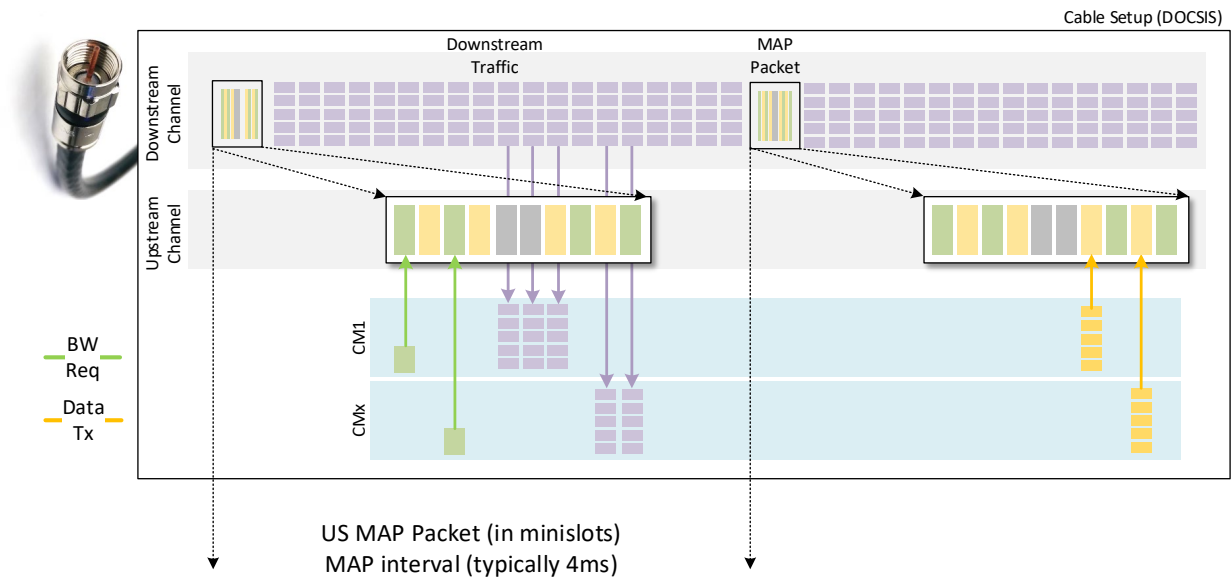 Cable Setup (DOCSIS)
Downstream
Traffic
MAP
Packet
Downstream
Channel
Upstream
Channel
CM1
CMx
BW
Req
Data
Tx
US MAP Packet (in minislots)
MAP interval (typically 4ms)